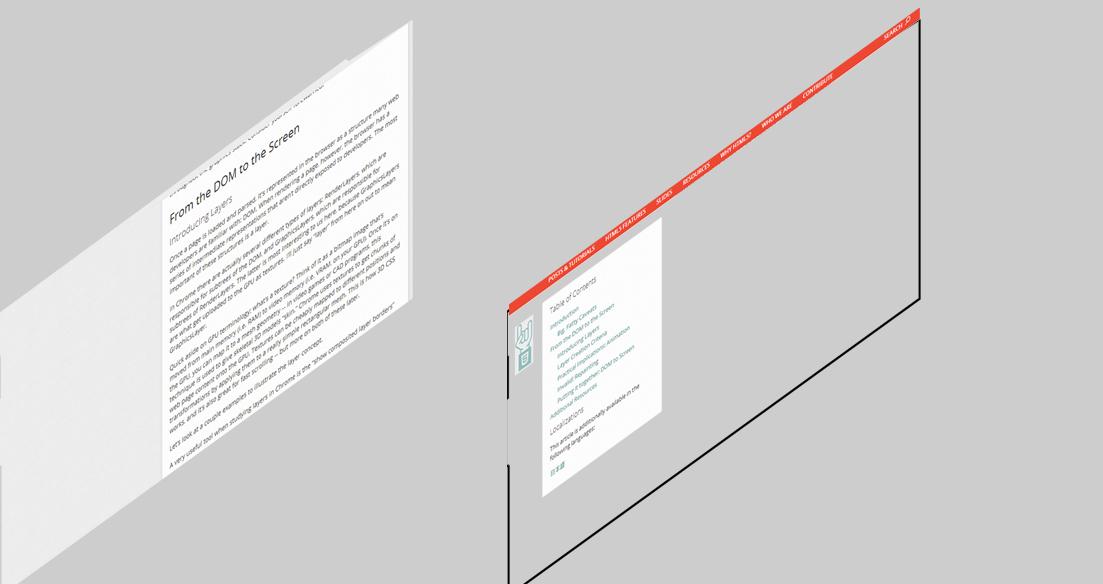 From the DOM to the Screen
Introducing Layers
Once a page is loaded and parsed, it's represented in the browser as a structure many web
developers are familiar with: DOM. When rendering a page, however, the browser has a
series of intermediate representations that aren't directly exposed to developers. The most
important of these structures is a layer.
In Chrome there are actually several different types of layers: RenderLayers, which are
responsible for subtrees of the DOM, and GraphicsLayers, which are responsible for
subtrees of RenderLayers. The latter is most interesting to us here, because GraphicsLayers
are what get uploaded to the GPU as textures. I'll just say "layer" from here on out to mean
GraphicsLayer.
Quick aside on GPU terminology: what's a texture? Think of it as a bitmap image that's
moved from main memory (i.e. RAM) to video memory (i.e. VRAM, on your GPU). Once it's on
the GPU, you can map it to a mesh geometry -- in video games or CAD programs, this
technique is used to give skeletal 3D models "skin." Chrome uses textures to get chunks of
web page content onto the GPU. Textures can be cheaply mapped to different positions and
transformations by applying them to a really simple rectangular mesh. This is how 3D CSS
works, and it's also great for fast scrolling -- but more on both of these later.
Let's look at a couple examples to illustrate the layer concept.
A very useful tool when studying layers in Chrome is the "show composited layer borders"
POSTS & TUTORIALS HTML5 FEATURES SLIDES RESOURCES WHY HTML5? WHO WE ARE CONTRIBUTE SEARCH
Table of Contents
Introduction
Big, Fatty Caveats
From the DOM to the Screen
Introducing Layers
Layer Creation Criteria
Practical Implications: Animation
Invalid Repainting
Putting it together: DOM to Screen
Additional Resources
Localizations
This article is additionally available in the
following languages: